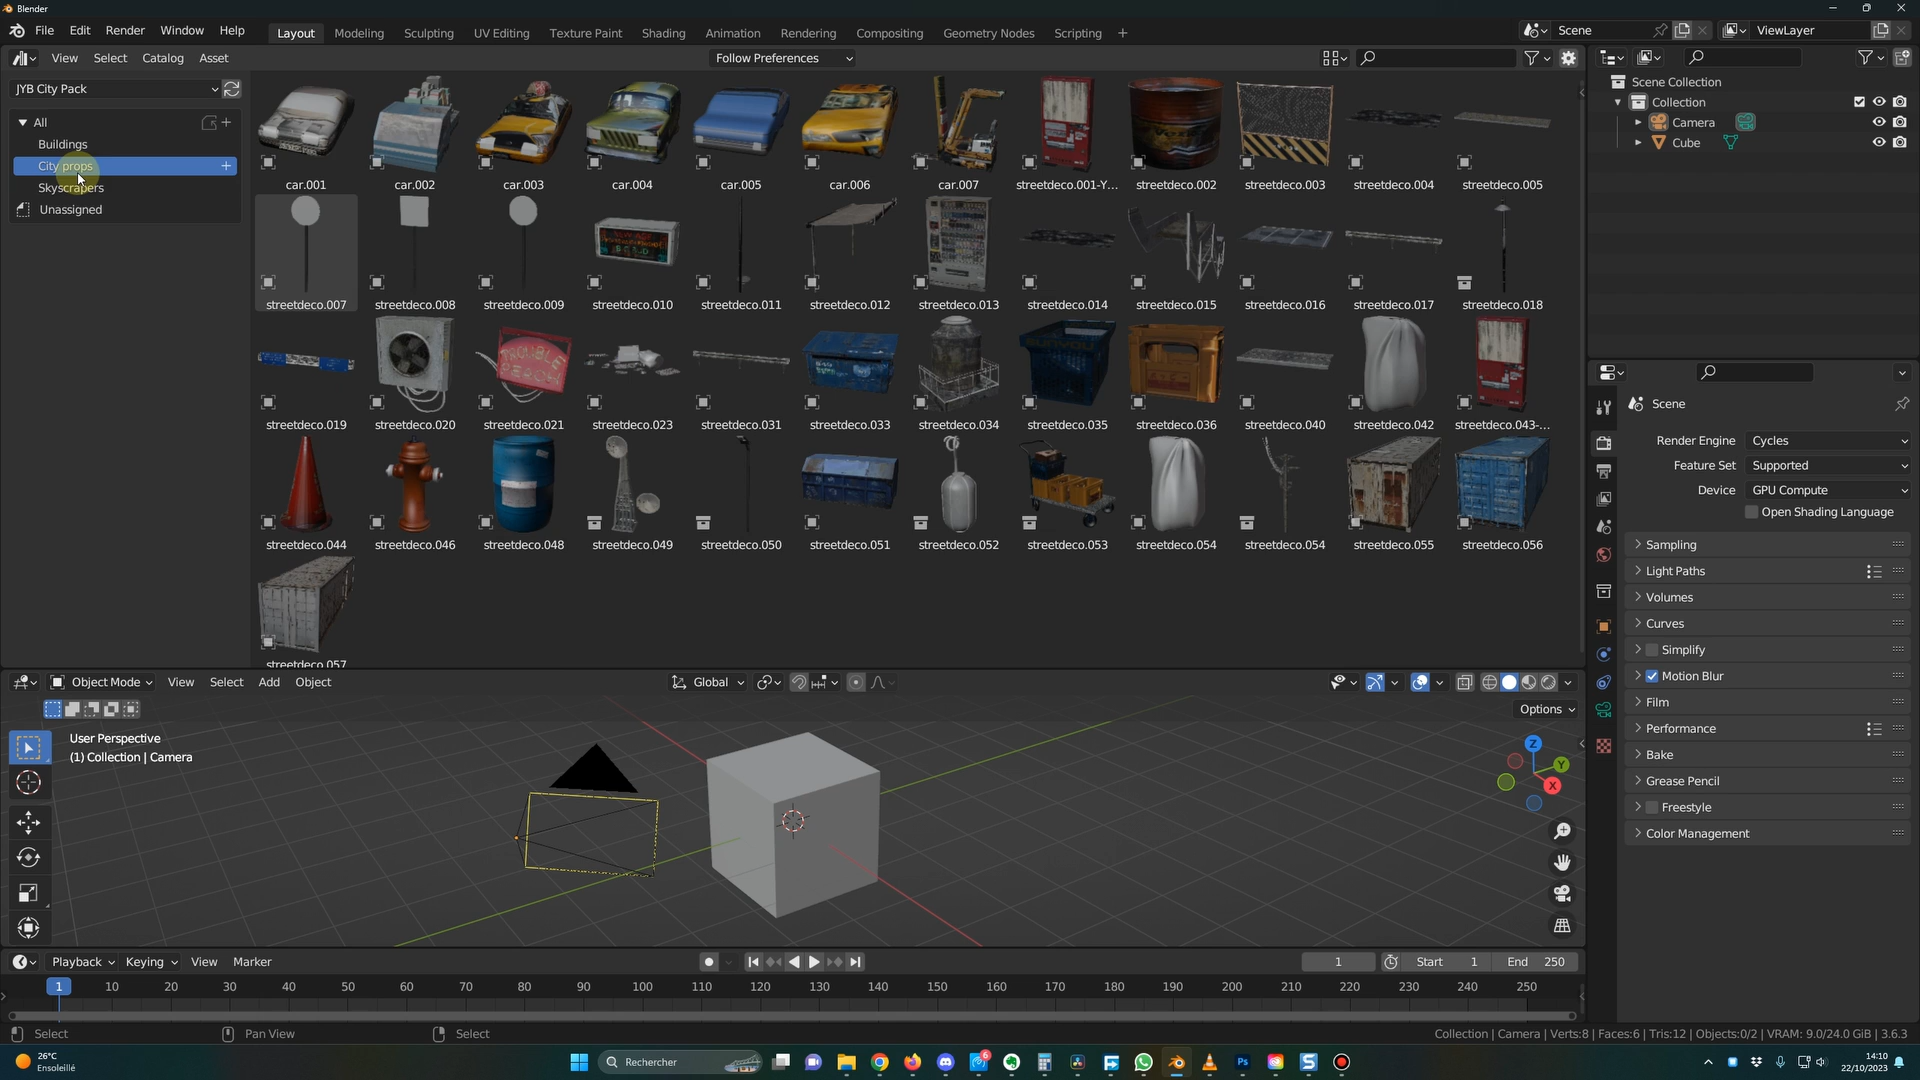 Blender
File Edit Render Window Help
Layout Modeling Sculpting UV Editing Texture Paint Shading Animation Rendering Compositing Geometry Nodes Scripting +
Scene
ViewLayer
View Select Catalog Asset
Follow Preferences
JYB City Pack
All
Buildings
City props
Skyscrapers
Unassigned
car.001 car.002 car.003 car.004 car.005 car.006 car.007 streetdeco.001-Y... streetdeco.002 streetdeco.003 streetdeco.004 streetdeco.005
streetdeco.007 streetdeco.008 streetdeco.009 streetdeco.010 streetdeco.011 streetdeco.012 streetdeco.013 streetdeco.014 streetdeco.015 streetdeco.016 streetdeco.017 streetdeco.018
TROUBLE
PERCH
streetdeco.019 streetdeco.020 streetdeco.021 streetdeco.023 streetdeco.031 streetdeco.033 streetdeco.034 streetdeco.035 streetdeco.036 streetdeco.040 streetdeco.042 streetdeco.043-...
streetdeco.044 streetdeco.046 streetdeco.048 streetdeco.049 streetdeco.050 streetdeco.051 streetdeco.052 streetdeco.053 streetdeco.054 streetdeco.054 streetdeco.055 streetdeco.056
streetdeco.057
Scene Collection
Collection
Camera
Cube
Scene
Render Engine Cycles
Feature Set Supported
Device GPU Compute
Open Shading Language
Sampling
Light Paths
Volumes
Curves
Simplify
Motion Blur
Film
Performance
Bake
Grease Pencil
Freestyle
Color Management
Object Mode View Select Add Object
Global
Options
User Perspective
(1) Collection | Camera
Z
Y
X
Playback Keying View Marker
1 Start 1 End 250
1 10 20 30 40 50 60 70 80 90 100 110 120 130 140 150 160 170 180 190 200 210 220 230 240 250
Select Pan View Select
Collection | Camera | Verts:8 | Faces:6 | Tris:12 | Objects:0/2 | VRAM: 9.0/24.0 GiB | 3.6.3
26°C
Ensoleillé
Rechercher
6
Ps
14:10
22/10/2023